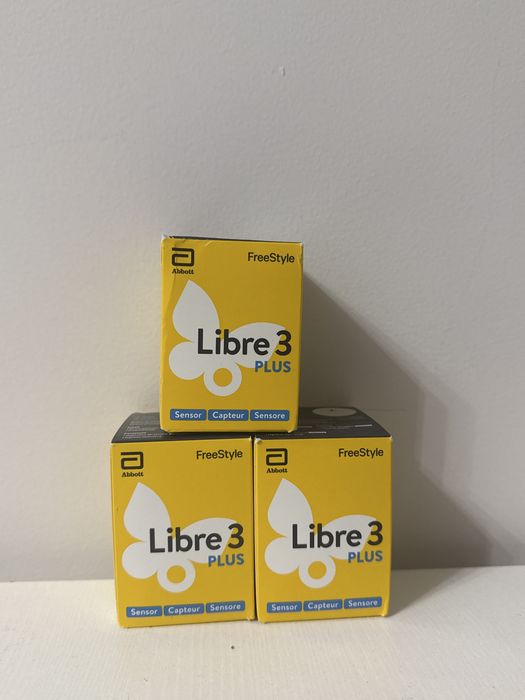 Abbott
FreeStyle
Libre 3
PLUS
Sensor Capteur Sensore
Abbott
FreeStyle
Libre 3
PLUS
Sensor Capteur Sensore
Abbott
FreeStyle
Libre 3
PLUS
Sensor Capteur Sensore